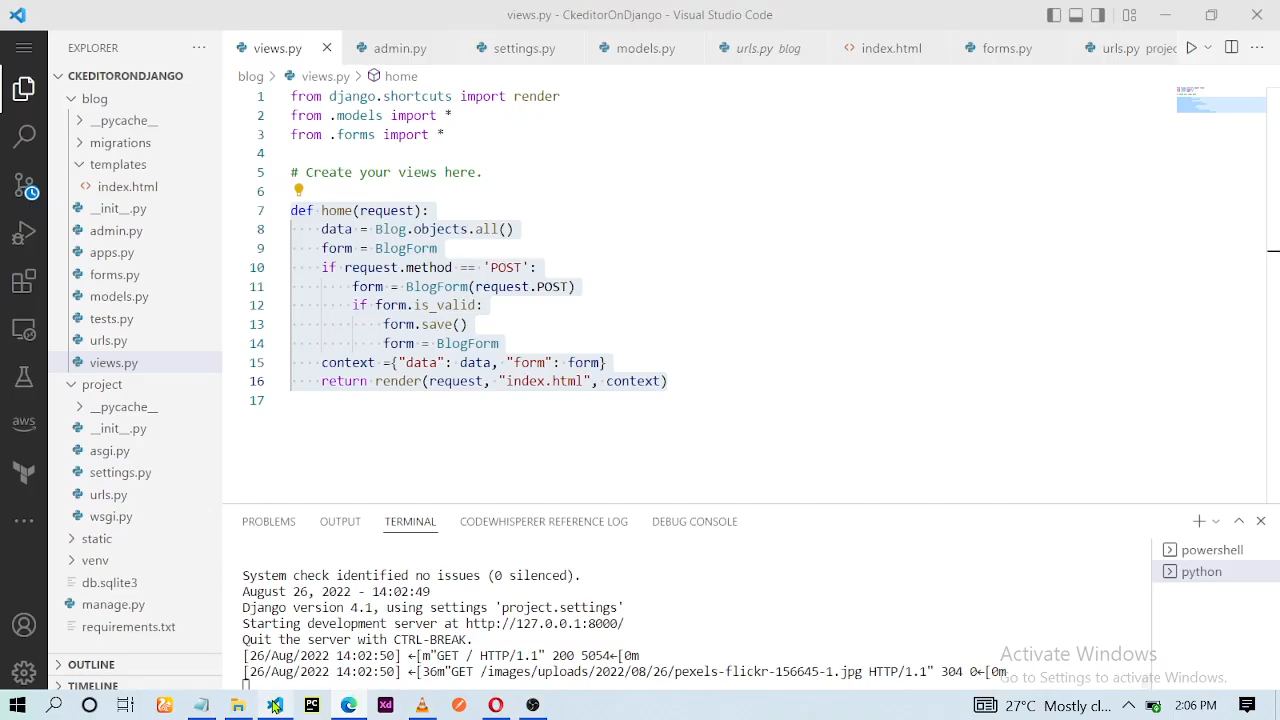 views.py - CkeditorOnDjango - Visual Studio Code
EXPLORER
views.py
admin.py
settings.py
models.py
urls.py blog
index.html
forms.py
urls.py projec
CKEDITORONDJANGO
blog
__pycache__
migrations
templates
index.html
__init__.py
admin.py
apps.py
forms.py
models.py
tests.py
urls.py
views.py
project
__pycache__
__init__.py
asgi.py
settings.py
urls.py
wsgi.py
static
venv
db.sqlite3
manage.py
requirements.txt
OUTLINE
TIMELINE
aws
blog > views.py > home
1 from django.shortcuts import render
2 from .models import *
3 from .forms import *
4
5 # Create your views here.
6
7 def home(request):
8 data = Blog.objects.all()
9 form = BlogForm
10 if request.method == 'POST':
11 form = BlogForm(request.POST)
12 if form.is_valid:
13 form.save()
14 form = BlogForm
15 context ={"data": data, "form": form}
16 return render(request, "index.html", context)
17
PROBLEMS OUTPUT TERMINAL CODEWHISPERER REFERENCE LOG DEBUG CONSOLE
powershell
python
System check identified no issues (0 silenced).
August 26, 2022 - 14:02:49
Django version 4.1, using settings 'project.settings'
Starting development server at http://127.0.0.1:8000/
Quit the server with CTRL-BREAK.
[26/Aug/2022 14:02:50] ←[m"GET / HTTP/1.1" 200 5054←[0m
[26/Aug/2022 14:02:50] ←[36m"GET /images/uploads/2022/08/26/pexels-flickr-156645-1.jpg HTTP/1.1" 304 0←[0m
Activate Windows
Go to Settings to activate Windows.
PC
Xd
27°C Mostly cl...
2:06 PM